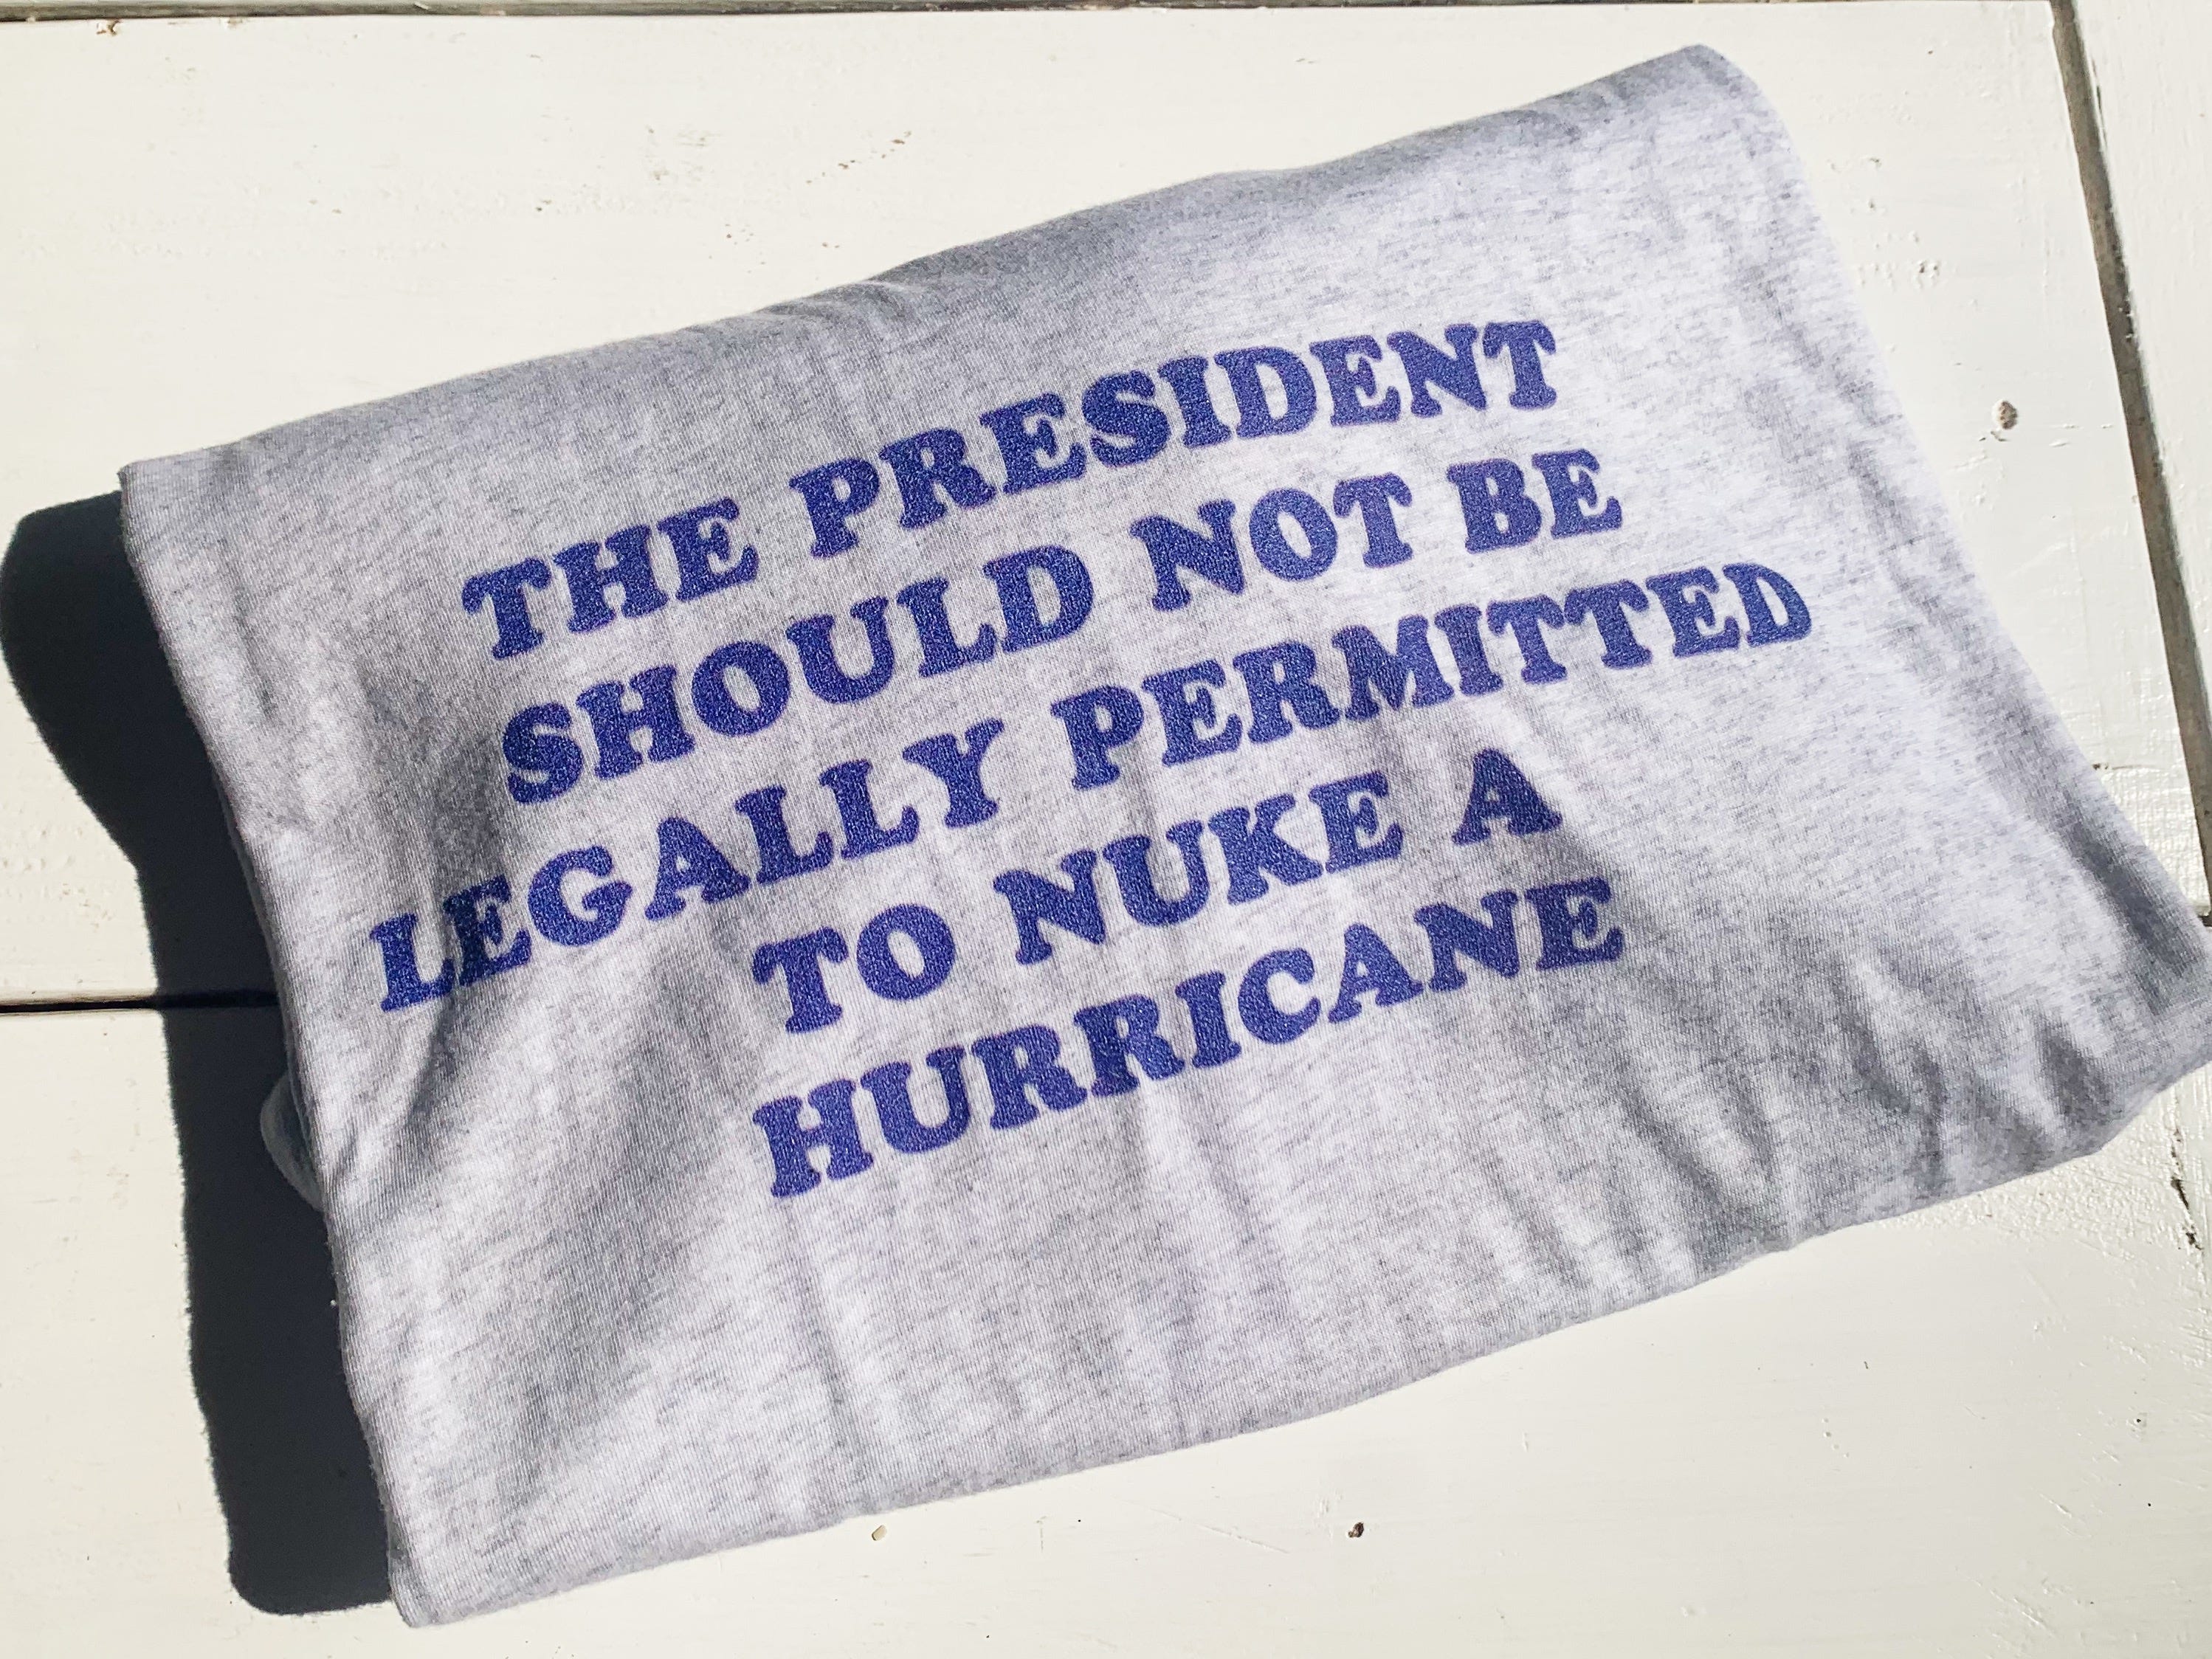 THE PRESIDENT
SHOULD NOT BE
LEGALLY PERMITTED
TO NUKE A
HURRICANE